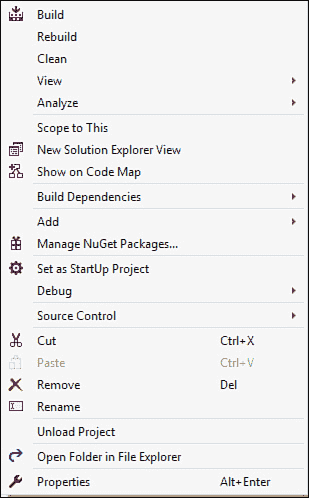 Build
Rebuild
Clean
View
Analyze
Scope to This
New Solution Explorer View
Show on Code Map
Build Dependencies
Add
Manage NuGet Packages...
Set as StartUp Project
Debug
Source Control
Cut Ctrl+X
Paste Ctrl+V
Remove Del
Rename
Unload Project
Open Folder in File Explorer
Properties Alt+Enter